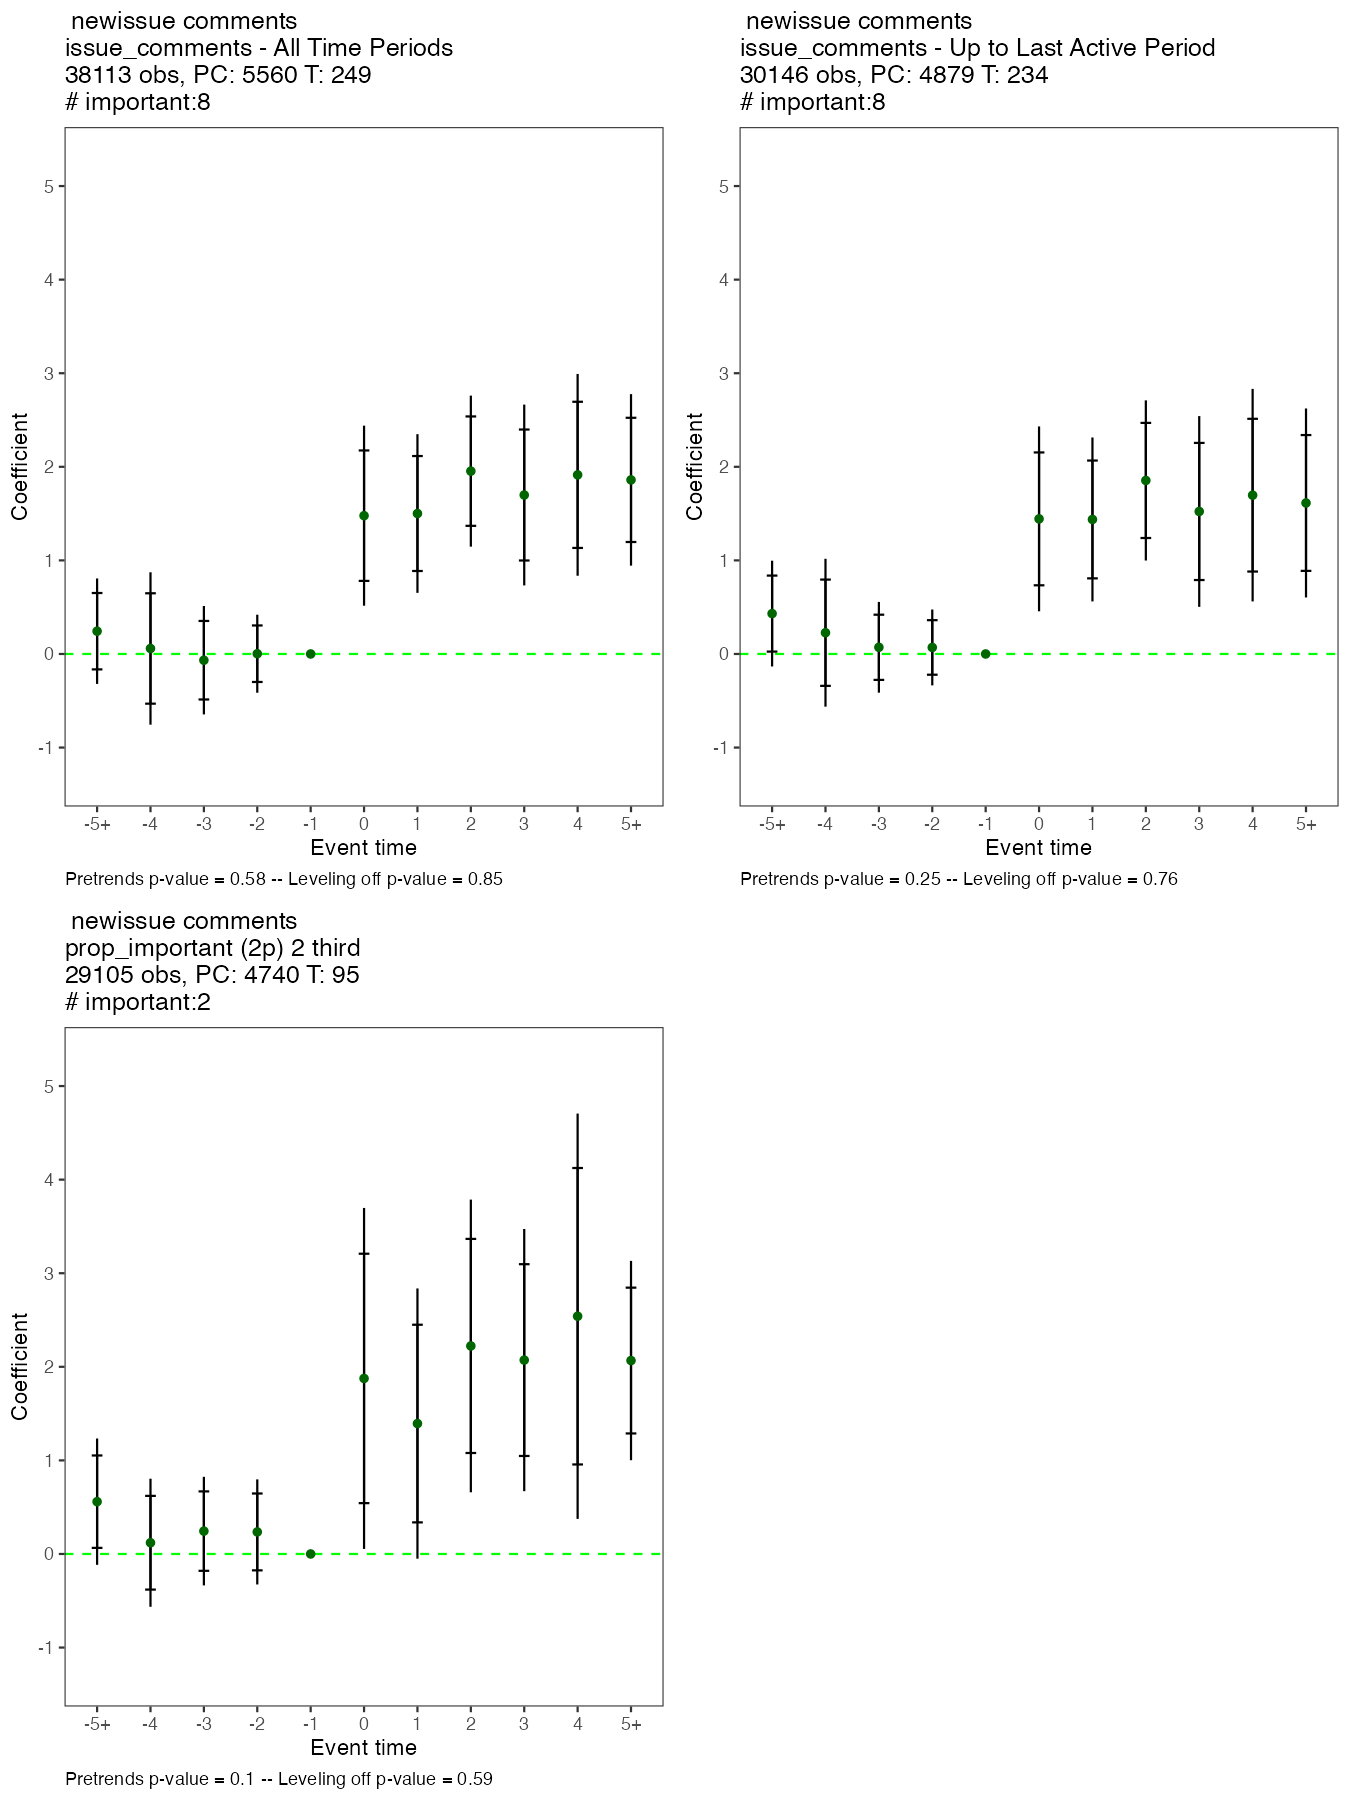 newissue comments
issue_comments - All Time Periods
38113 obs, PC: 5560 T: 249
# important:8
5
4
3
2
1
0
-1
Coefficient
-5+ -4 -3 -2 -1 0 1 2 3 4 5+
Event time
Pretrends p-value = 0.58 -- Leveling off p-value = 0.85
newissue comments
issue_comments - Up to Last Active Period
30146 obs, PC: 4879 T: 234
# important:8
5
4
3
2
1
0
-1
Coefficient
-5+ -4 -3 -2 -1 0 1 2 3 4 5+
Event time
Pretrends p-value = 0.25 -- Leveling off p-value = 0.76
newissue comments
prop_important (2p) 2 third
29105 obs, PC: 4740 T: 95
# important:2
5
4
3
2
1
0
-1
Coefficient
-5+ -4 -3 -2 -1 0 1 2 3 4 5+
Event time
Pretrends p-value = 0.1 -- Leveling off p-value = 0.59